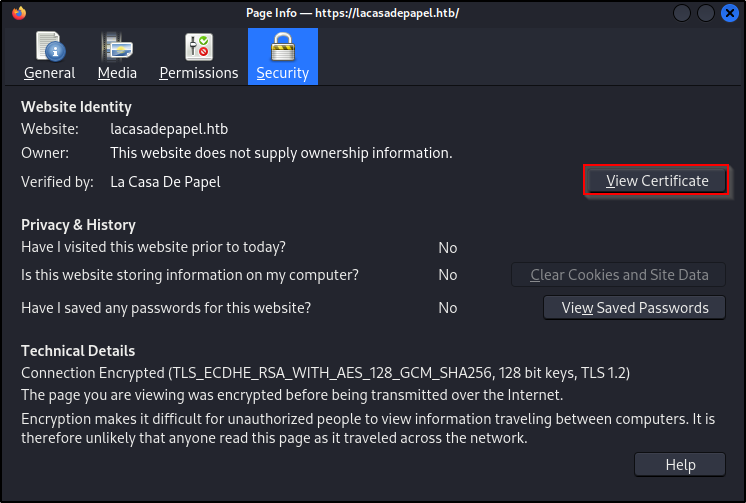 Page Info — https://lacasadepapel.htb/
General Media Permissions Security
Website Identity
Website: lacasadepapel.htb
Owner: This website does not supply ownership information.
Verified by: La Casa De Papel
View Certificate
Privacy & History
Have I visited this website prior to today? No
Is this website storing information on my computer? No Clear Cookies and Site Data
Have I saved any passwords for this website? No View Saved Passwords
Technical Details
Connection Encrypted (TLS_ECDHE_RSA_WITH_AES_128_GCM_SHA256, 128 bit keys, TLS 1.2)
The page you are viewing was encrypted before being transmitted over the Internet.
Encryption makes it difficult for unauthorized people to view information traveling between computers. It is
therefore unlikely that anyone read this page as it traveled across the network.
Help